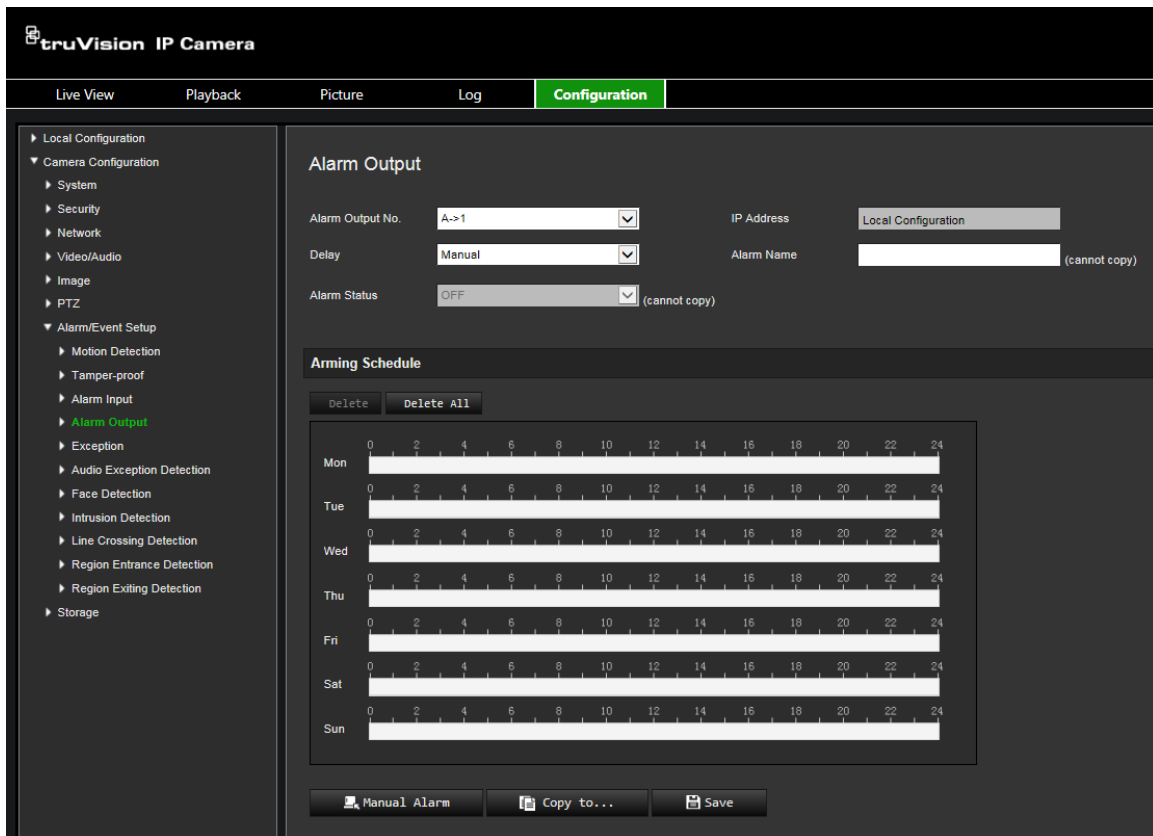 truVision IP Camera
Live View Playback Picture Log Configuration
Local Configuration
Camera Configuration
System
Security
Network
Video/Audio
Image
PTZ
Alarm/Event Setup
Motion Detection
Tamper-proof
Alarm Input
Alarm Output
Exception
Audio Exception Detection
Face Detection
Intrusion Detection
Line Crossing Detection
Region Entrance Detection
Region Exiting Detection
Storage
Alarm Output
Alarm Output No. A->1 IP Address Local Configuration
Delay Manual Alarm Name (cannot copy)
Alarm Status OFF (cannot copy)
Arming Schedule
Delete Delete All
0 2 4 6 8 10 12 14 16 18 20 22 24
Mon
0 2 4 6 8 10 12 14 16 18 20 22 24
Tue
0 2 4 6 8 10 12 14 16 18 20 22 24
Wed
0 2 4 6 8 10 12 14 16 18 20 22 24
Thu
0 2 4 6 8 10 12 14 16 18 20 22 24
Fri
0 2 4 6 8 10 12 14 16 18 20 22 24
Sat
0 2 4 6 8 10 12 14 16 18 20 22 24
Sun
Manual Alarm Copy to... Save